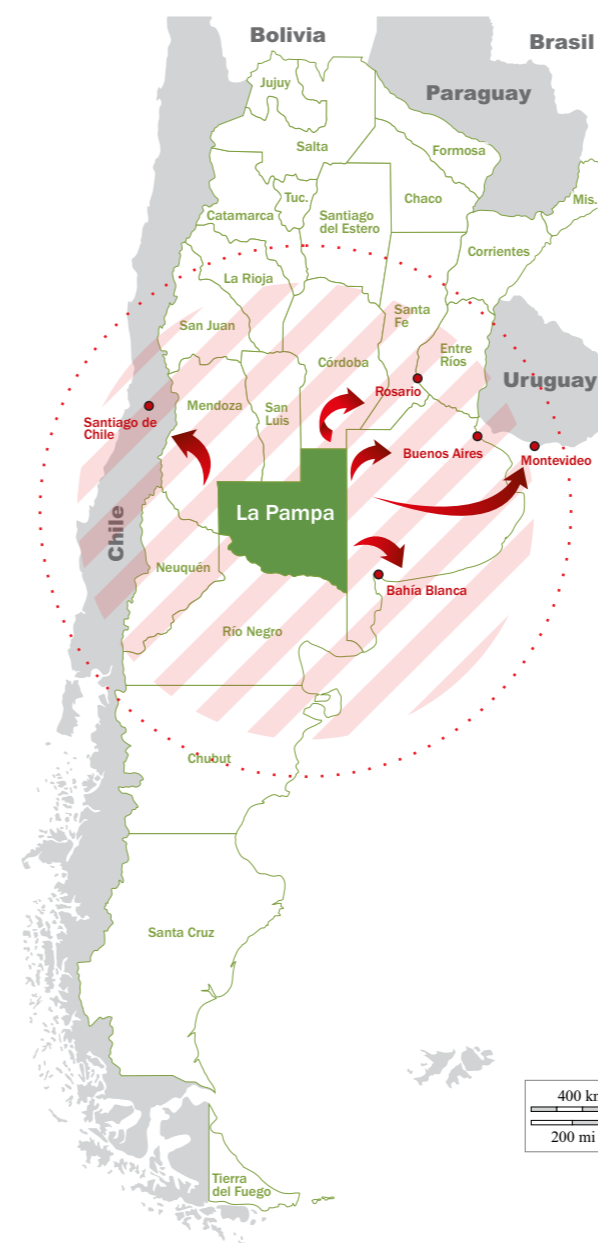 Bolivia
Brasil
Jujuy
Paraguay
Salta
Formosa
Tuc.
Chaco
Mis.
Catamarca
Santiago
del Estero
Corrientes
La Rioja
San Juan
Santa
Fe
Entre
Ríos
Córdoba
Uruguay
Rosario
Mendoza
San
Luis
Santiago de
Chile
Buenos Aires
Montevideo
La Pampa
Chile
Neuquén
Bahía Blanca
Río Negro
Chubut
Santa Cruz
400 km
200 mi
Tierra
del Fuego